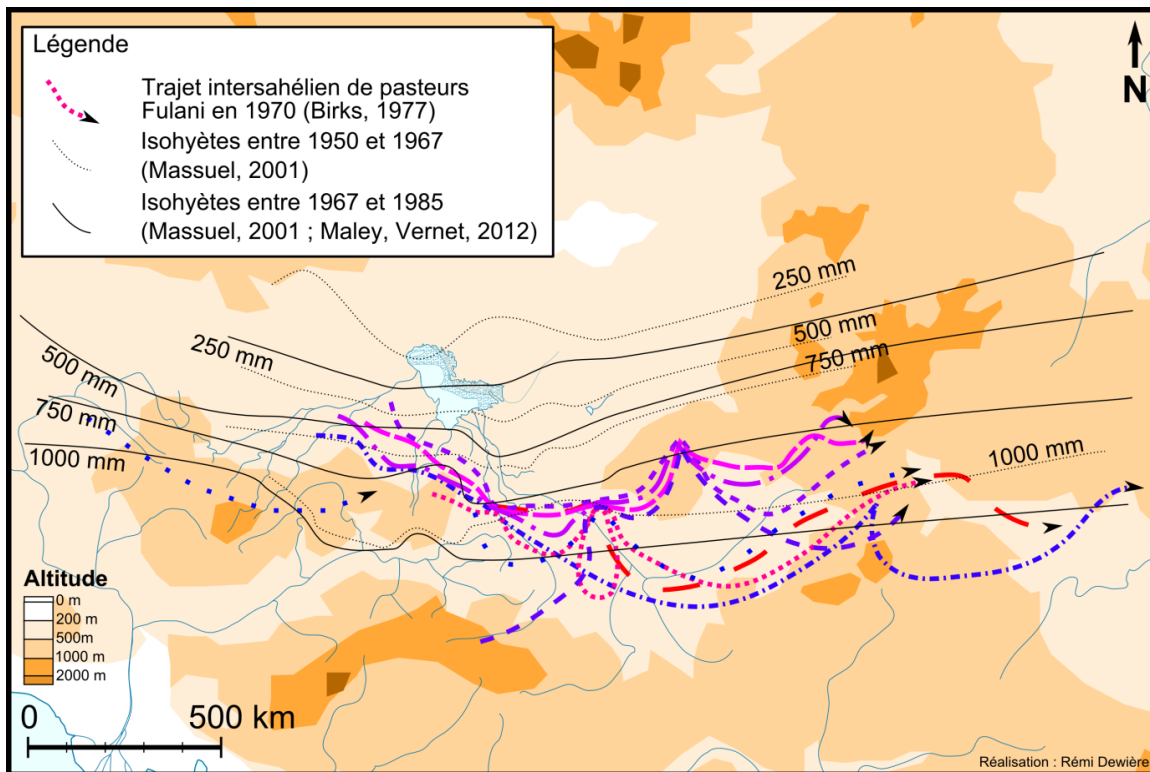 Légende
Trajet intersahélien de pasteurs
Fulani en 1970 (Birks, 1977)
Isohyètes entre 1950 et 1967
(Massuel, 2001)
Isohyètes entre 1967 et 1985
(Massuel, 2001 ; Maley, Vernet, 2012)
N
250 mm
500 mm
750 mm
250 mm
500 mm
750 mm
1000 mm
1000 mm
Altitude
0 m
200 m
500m
1000 m
2000 m
0 500 km
Réalisation : Rémi Dewière